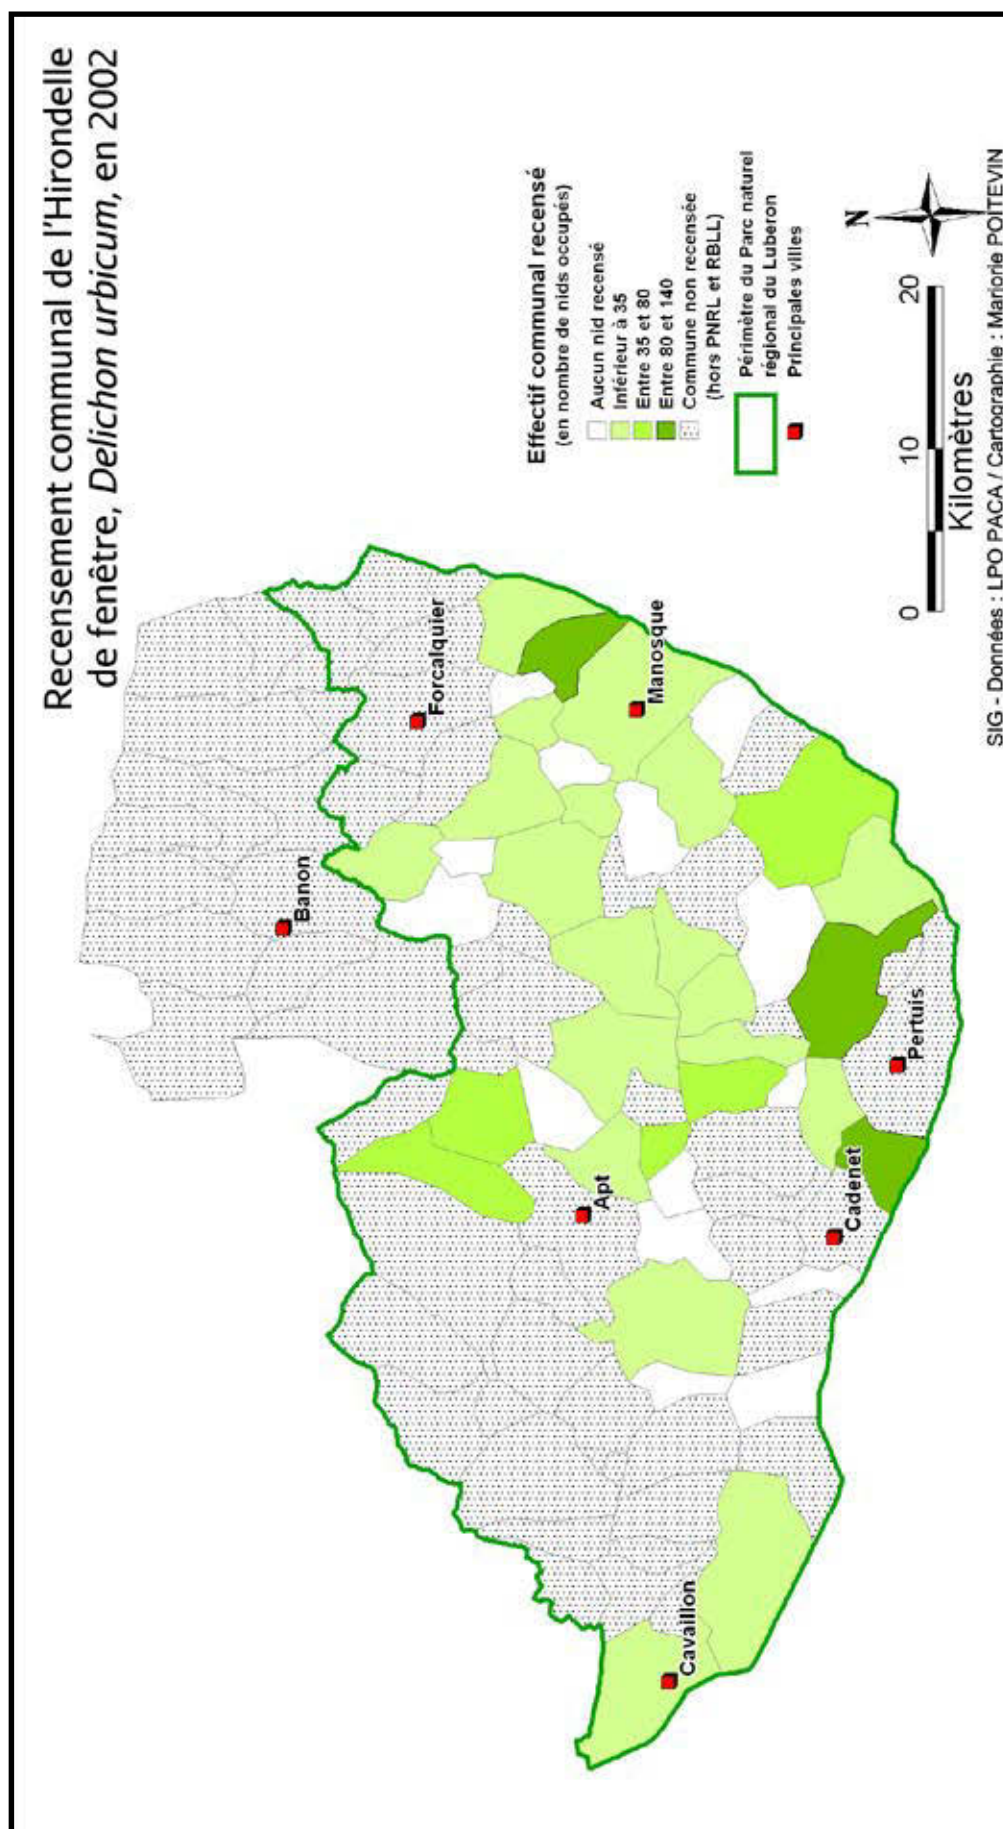 Recensement communal de l'Hirondelle
de fenêtre, Delichon urbicum, en 2002
Effectif communal recensé
(en nombre de nids occupés)
Aucun nid recensé
Inférieur à 35
Entre 35 et 80
Entre 80 et 140
Commune non recensée
(hors PNRL et RBLL)
Périmètre du Parc naturel
régional du Luberon
Principales villes
N
0 10 20
Kilomètres
SIG - Données : LPO PACA / Cartographie : Marjorie POITEVIN
Banon
Forcalquier
Apt
Manosque
Cavaillon
Cadenet
Pertuis